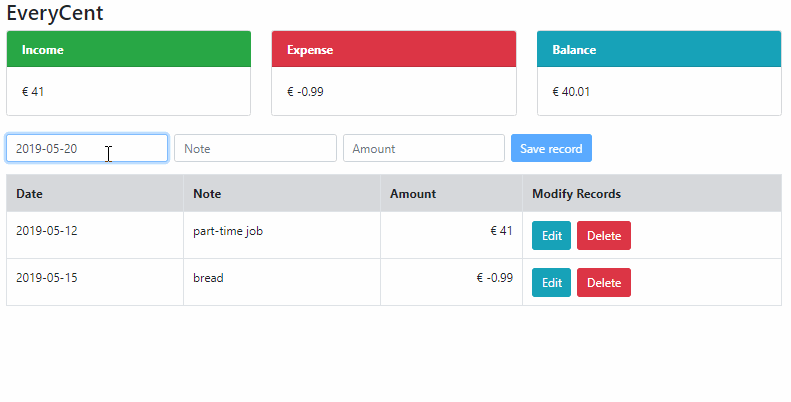 EveryCent
Income Expense Balance
€ 41 € -0.99 € 40.01
2019-05-20 Note Amount Save record
Date Note Amount Modify Records
2019-05-12 part-time job € 41 Edit Delete
2019-05-15 bread € -0.99 Edit Delete